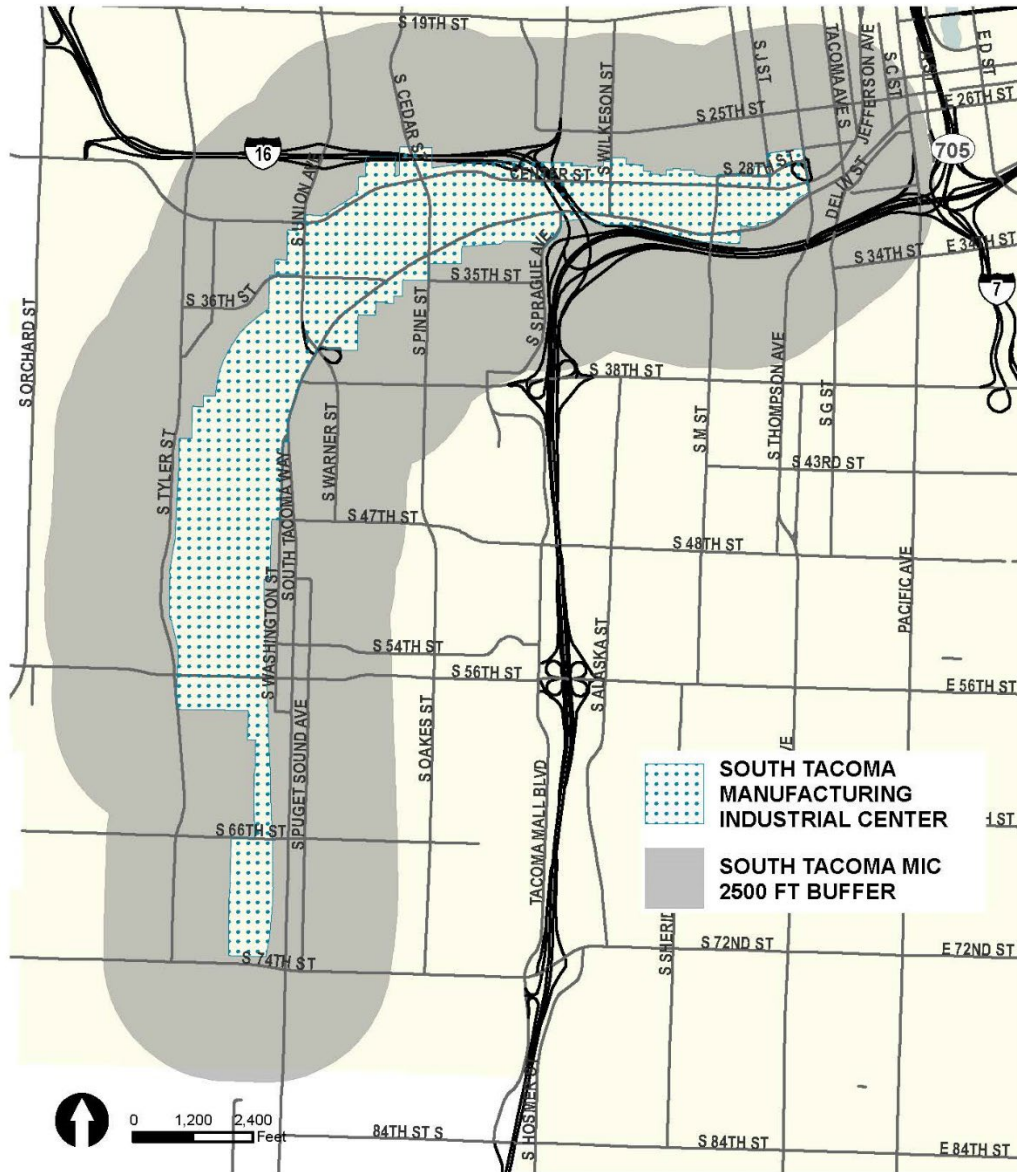 S 19TH ST
S CEDAR ST
S WILKESON ST
S J ST
TACOMA AVE S
JEFFERSON AVE
S C ST
E D ST
S 25TH ST
E 26TH ST
16
705
S UNION AVE
CENTER ST
S 28TH ST
DELIN ST
S 34TH ST
E 34TH ST
7
S 35TH ST
S 36TH ST
S SPRAGUE AVE
S PINE ST
S ORCHARD ST
S 38TH ST
S M ST
S THOMPSON AVE
S G ST
S TYLER ST
S WARNER ST
SOUTH TACOMA WAY
S 43RD ST
S 47TH ST
S 48TH ST
PACIFIC AVE
S WASHINGTON ST
S 54TH ST
S 56TH ST
E 56TH ST
S ALASKA ST
S PUGET SOUND AVE
S OAKES ST
TACOMA MALL BLVD
VE
SOUTH TACOMA
MANUFACTURING
INDUSTRIAL CENTER
H ST
S 66TH ST
SOUTH TACOMA MIC
2500 FT BUFFER
S SHERID
S 72ND ST
E 72ND ST
S 74TH ST
S HOSMER ST
0 1,200 2,400
Feet
84TH ST S
S 84TH ST
E 84TH ST